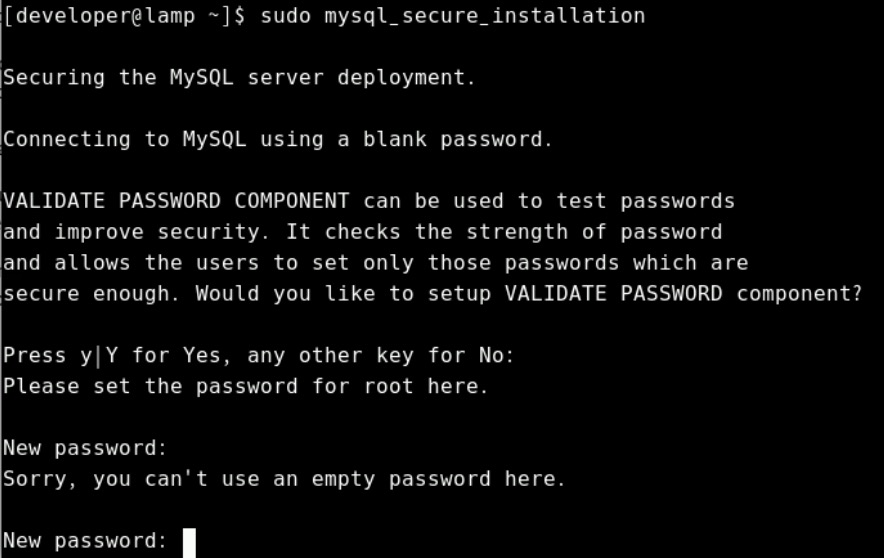 [developer@lamp ~]$ sudo mysql_secure_installation
Securing the MySQL server deployment.
Connecting to MySQL using a blank password.
VALIDATE PASSWORD COMPONENT can be used to test passwords
and improve security. It checks the strength of password
and allows the users to set only those passwords which are
secure enough. Would you like to setup VALIDATE PASSWORD component?
Press y|Y for Yes, any other key for No:
Please set the password for root here.
New password:
Sorry, you can't use an empty password here.
New password: